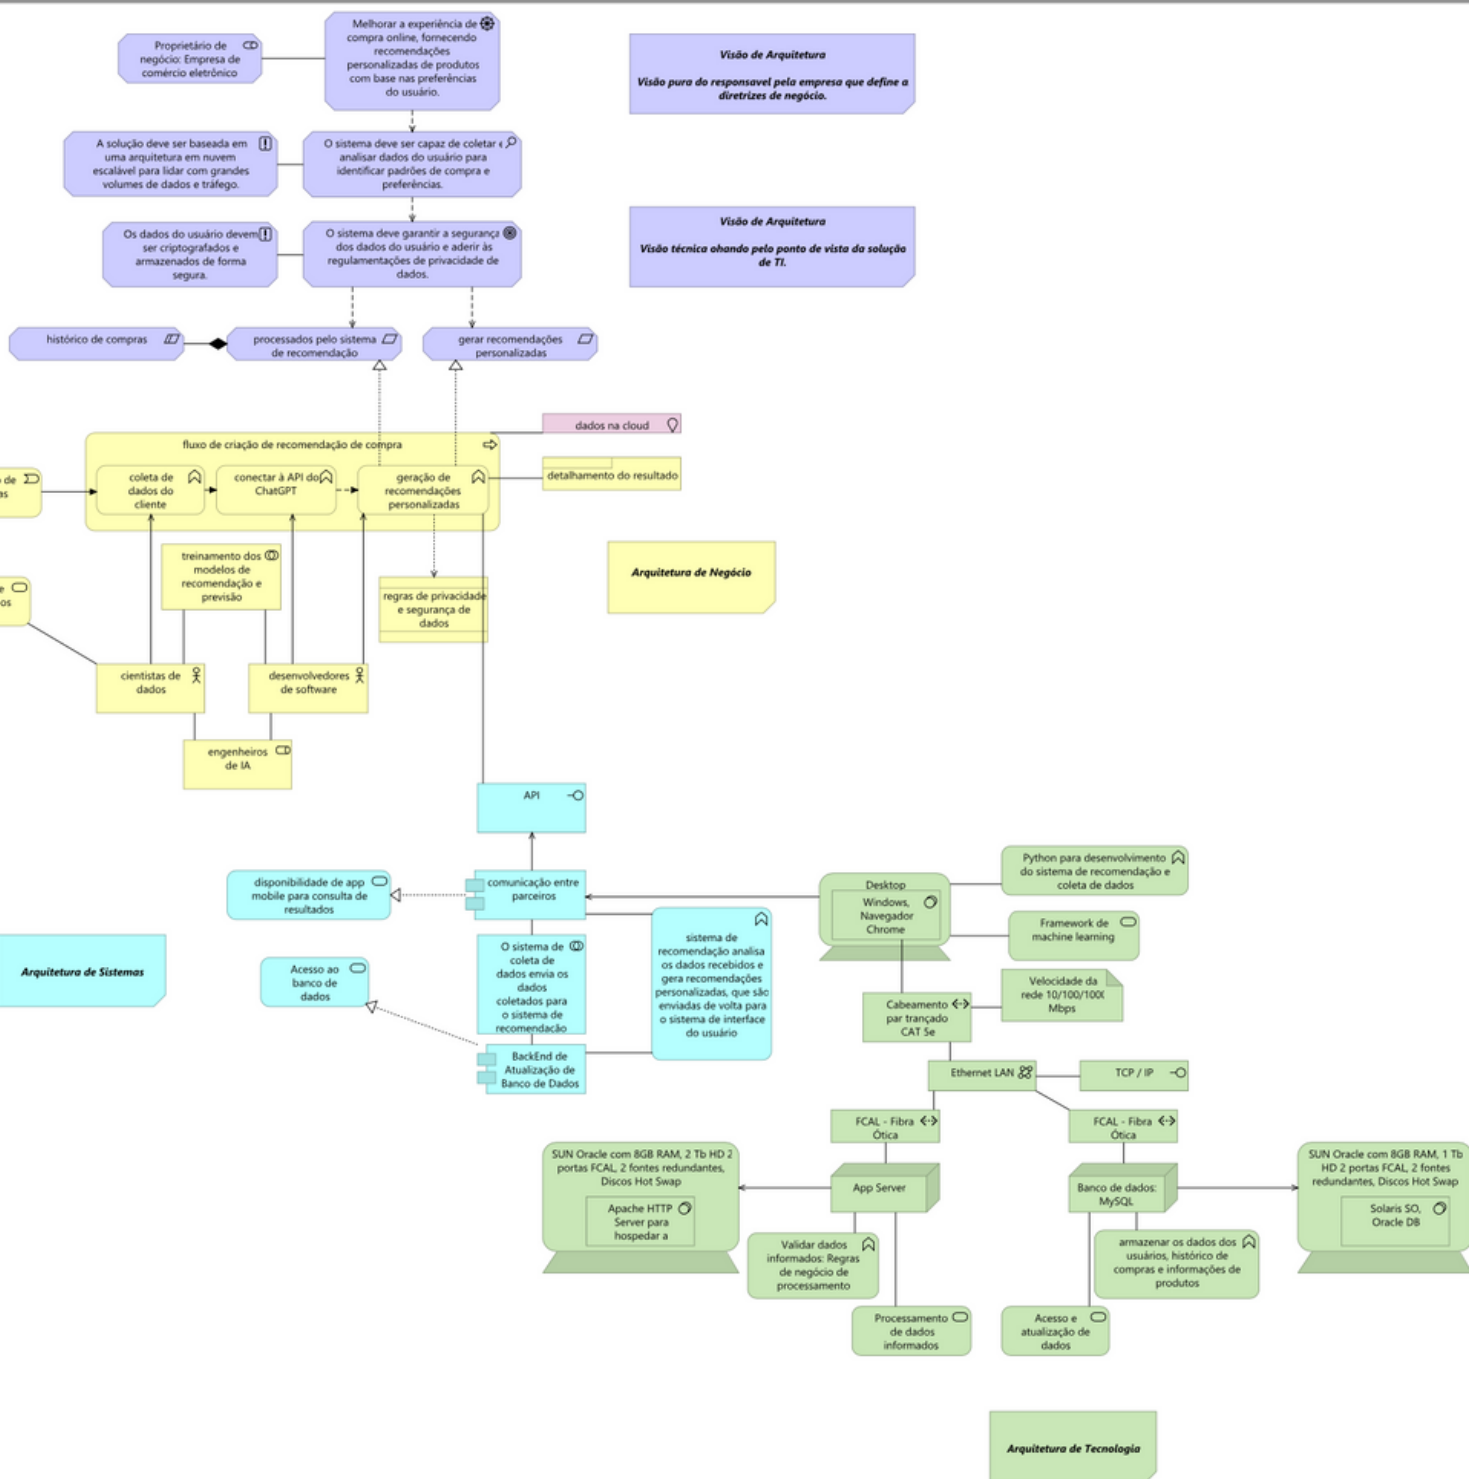 Proprietário de
negócio: Empresa de
comércio eletrônico
Melhorar a experiência de
compra online, fornecendo
recomendações
personalizadas de produtos
com base nas preferências
do usuário.
Visão de Arquitetura
Visão pura do responsavel pela empresa que define a
diretrizes de negócio.
A solução deve ser baseada em
uma arquitetura em nuvem
escalável para lidar com grandes
volumes de dados e tráfego.
O sistema deve ser capaz de coletar e
analisar dados do usuário para
identificar padrões de compra e
preferências.
Os dados do usuário devem
ser criptografados e
armazenados de forma
segura.
O sistema deve garantir a segurança
dos dados do usuário e aderir às
regulamentações de privacidade de
dados.
Visão de Arquitetura
Visão técnica ohando pelo ponto de vista da solução
de TI.
histórico de compras
processados pelo sistema
de recomendação
gerar recomendações
personalizadas
dados na cloud
fluxo de criação de recomendação de compra
de
as
coleta de
dados do
cliente
conectar à API do
ChatGPT
geração de
recomendações
personalizadas
detalhamento do resultado
treinamento dos
modelos de
recomendação e
previsão
e
os
regras de privacidade
e segurança de
dados
Arquitetura de Negócio
cientistas de
dados
desenvolvedores
de software
engenheiros
de IA
API
disponibilidade de app
mobile para consulta de
resultados
comunicação entre
parceiros
Arquitetura de Sistemas
Acesso ao
banco de
dados
O sistema de
coleta de
dados envia os
dados
coletados para
o sistema de
recomendação
sistema de
recomendação analisa
os dados recebidos e
gera recomendações
personalizadas, que são
enviadas de volta para
o sistema de interface
do usuário
BackEnd de
Atualização de
Banco de Dados
Desktop
Windows,
Navegador
Chrome
Python para desenvolvimento
do sistema de recomendação e
coleta de dados
Framework de
machine learning
Cabeamento
par trançado
CAT 5e
Velocidade da
rede 10/100/1000
Mbps
Ethernet LAN
TCP / IP
FCAL - Fibra
Ótica
FCAL - Fibra
Ótica
SUN Oracle com 8GB RAM, 2 Tb HD 2
portas FCAL, 2 fontes redundantes,
Discos Hot Swap
Apache HTTP
Server para
hospedar a
App Server
Banco de dados:
MySQL
SUN Oracle com 8GB RAM, 1 Tb
HD 2 portas FCAL, 2 fontes
redundantes, Discos Hot Swap
Solaris SO,
Oracle DB
Validar dados
informados: Regras
de negócio de
processamento
armazenar os dados dos
usuários, histórico de
compras e informações de
produtos
Processamento
de dados
informados
Acesso e
atualização de
dados
Arquitetura de Tecnologia